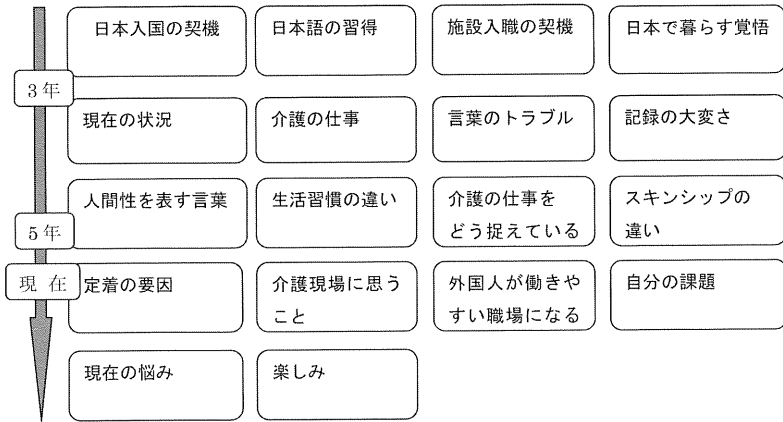 日本入国の契機
日本語の習得
施設入職の契機
日本で暮らす覚悟
3年
現在の状況
介護の仕事
言葉のトラブル
記録の大変さ
人間性を表す言葉
生活習慣の違い
介護の仕事を
どう捉えている
スキンシップの
違い
5年
現在
定着の要因
介護現場に思う
こと
外国人が働きや
すい職場になる
自分の課題
現在の悩み
楽しみ